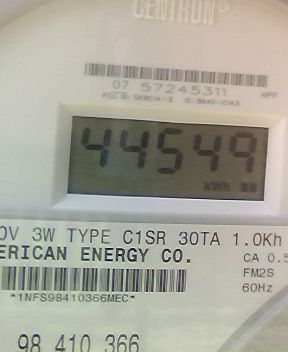 CENTRON®
07 57245311
44549
kWh
0V 3W TYPE C1SR 30TA 1.0Kh
ERICAN ENERGY CO.
CA 0.5
FM2S
*1NFS98410366MEC*
60Hz
98 410 366